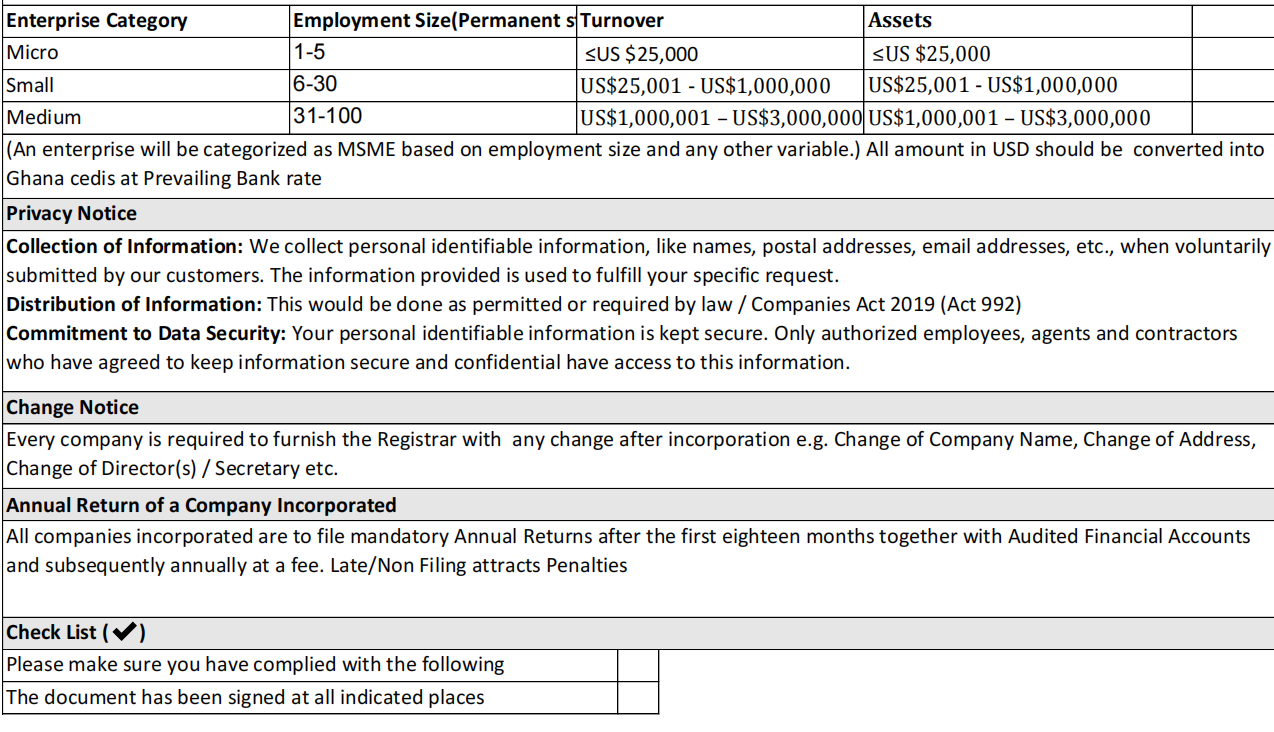 Enterprise Category Employment Size(Permanent s Turnover Assets
Micro 1-5 ≤US $25,000 ≤US $25,000
Small 6-30 US$25,001 - US$1,000,000 US$25,001 - US$1,000,000
Medium 31-100 US$1,000,001 – US$3,000,000 US$1,000,001 – US$3,000,000
(An enterprise will be categorized as MSME based on employment size and any other variable.) All amount in USD should be converted into
Ghana cedis at Prevailing Bank rate
Privacy Notice
Collection of Information: We collect personal identifiable information, like names, postal addresses, email addresses, etc., when voluntarily
submitted by our customers. The information provided is used to fulfill your specific request.
Distribution of Information: This would be done as permitted or required by law / Companies Act 2019 (Act 992)
Commitment to Data Security: Your personal identifiable information is kept secure. Only authorized employees, agents and contractors
who have agreed to keep information secure and confidential have access to this information.
Change Notice
Every company is required to furnish the Registrar with any change after incorporation e.g. Change of Company Name, Change of Address,
Change of Director(s) / Secretary etc.
Annual Return of a Company Incorporated
All companies incorporated are to file mandatory Annual Returns after the first eighteen months together with Audited Financial Accounts
and subsequently annually at a fee. Late/Non Filing attracts Penalties
Check List ( ✔ )
Please make sure you have complied with the following
The document has been signed at all indicated places